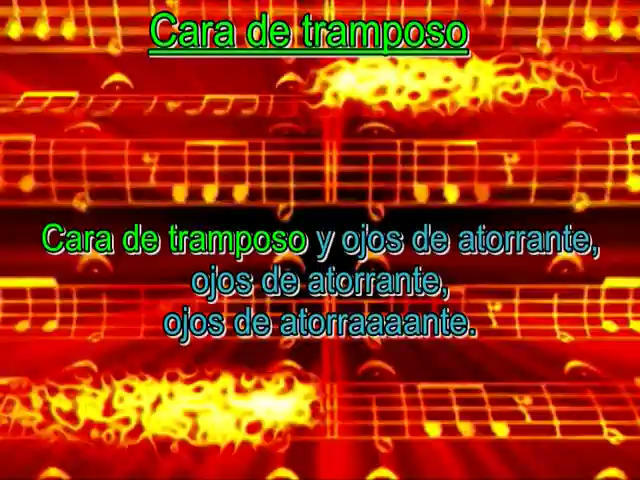 Cara de tramposo
Cara de tramposo y ojos de atorrante,
ojos de atorrante,
ojos de atorraaaante.